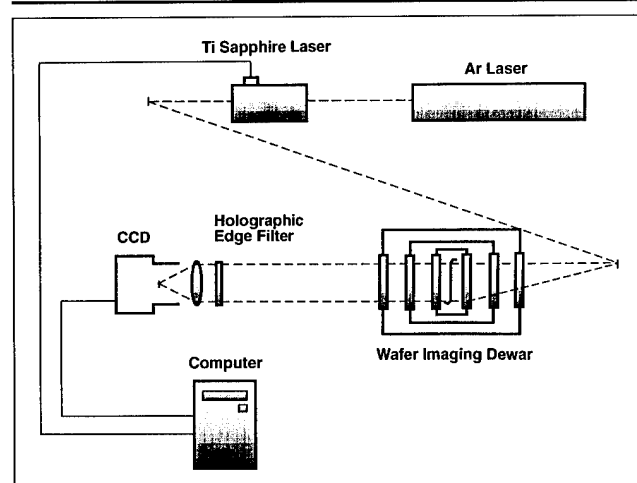 Ti Sapphire Laser
Ar Laser
Holographic
Edge Filter
CCD
Wafer Imaging Dewar
Computer